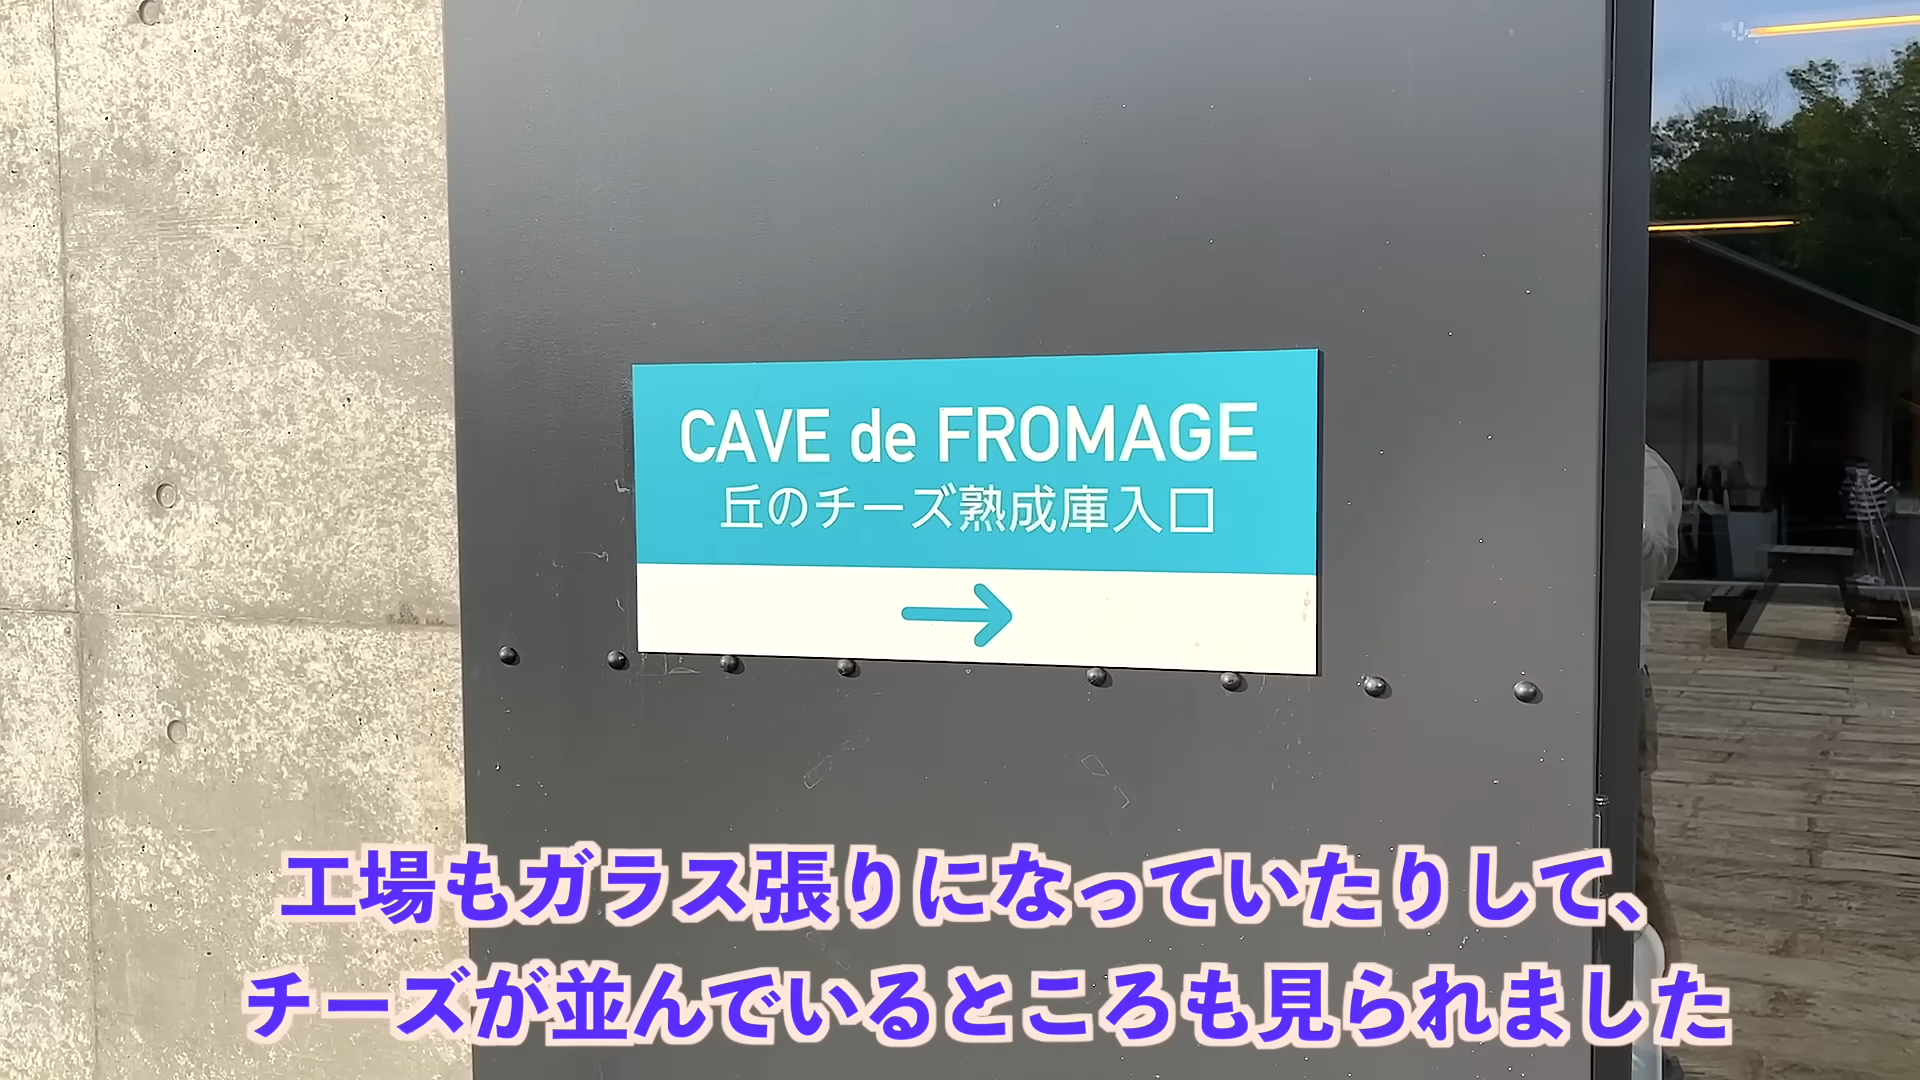 CAVE de FROMAGE
丘のチーズ熟成庫入口
工場もガラス張りになっていたりして、
チーズが並んでいるところも見られました